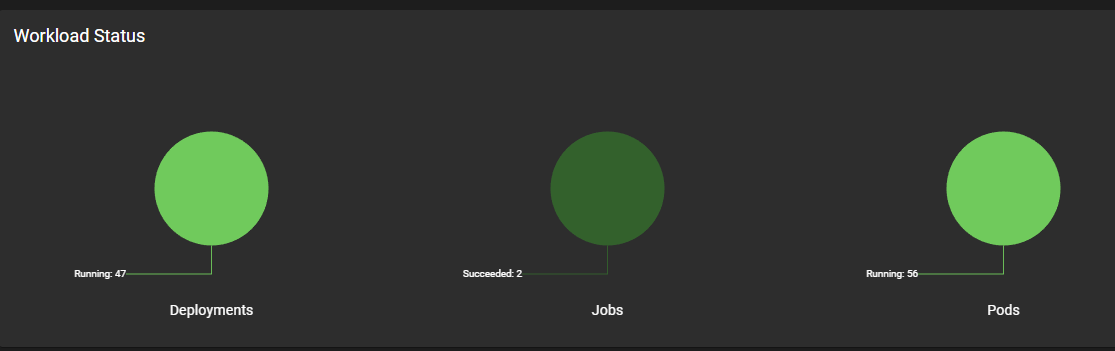 Workload Status
Running: 47
Succeeded: 2
Running: 56
Deployments
Jobs
Pods